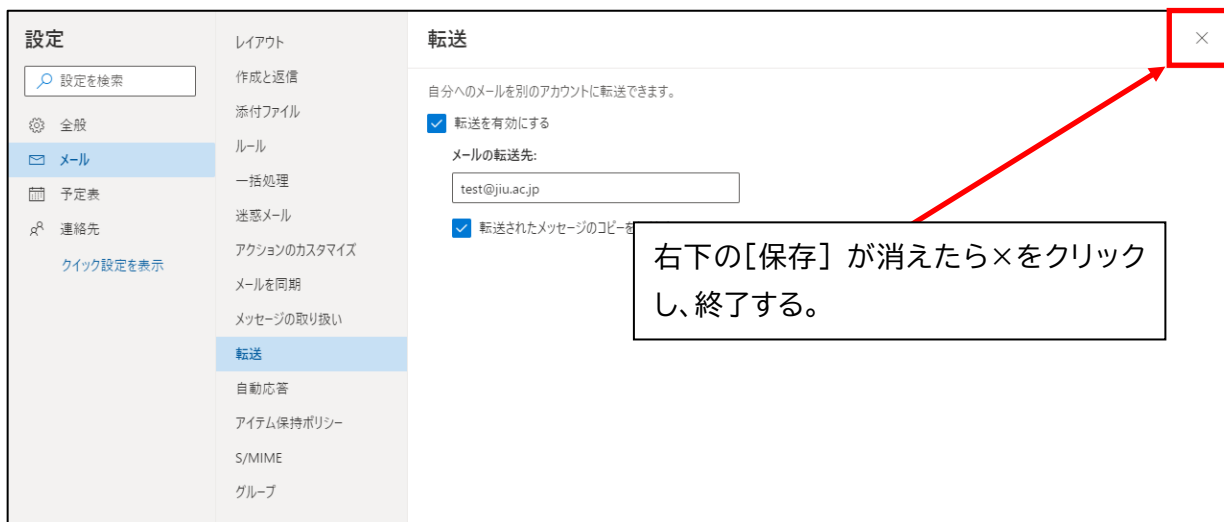 設定
設定を検索
全般
メール
予定表
連絡先
クイック設定を表示
レイアウト
作成と返信
添付ファイル
ルール
一括処理
迷惑メール
アクションのカスタマイズ
メールを同期
メッセージの取り扱い
転送
自動応答
アイテム保持ポリシー
S/MIME
グループ
転送
自分へのメールを別のアカウントに転送できます。
転送を有効にする
メールの転送先:
test@jiu.ac.jp
転送されたメッセージのコピーを
右下の[保存] が消えたら×をクリック
し、終了する。